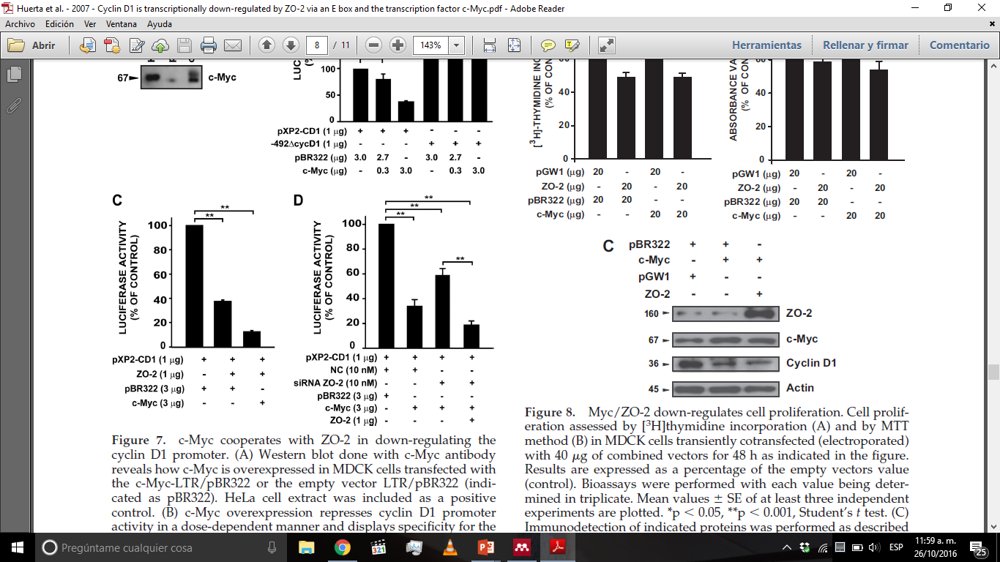 Huerta et al. - 2007 - Cyclin D1 is transcriptionally down-regulated by ZO-2 via an E box and the transcription factor c-Myc.pdf - Adobe Reader
Archivo Edición Ver Ventana Ayuda
Abrir 8 / 11 143% Herramientas Rellenar y firmar Comentario
67 c-Myc
100
50
0
pXP2-CD1 (1 µg) + + + - - -
-492ΔcycD1 (1 µg) - - - + + +
pBR322 (µg) 3.0 2.7 - 3.0 2.7 -
c-Myc (µg) - 0.3 3.0 - 0.3 3.0
C
LUCIFERASE ACTIVITY
(% OF CONTROL)
100
80
60
40
20
0
**
**
pXP2-CD1 (1 µg) + + +
ZO-2 (1 µg) - + +
pBR322 (3 µg) + + -
c-Myc (3 µg) - - +
D
LUCIFERASE ACTIVITY
(% OF CONTROL)
100
80
60
40
20
0
**
**
**
**
pXP2-CD1 (1 µg) + + + +
NC (10 nM) + + - -
siRNA ZO-2 (10 nM) - - + +
pBR322 (3 µg) + - - -
c-Myc (3 µg) - + + +
ZO-2 (1 µg) - - - +
Figure 7. c-Myc cooperates with ZO-2 in down-regulating the
cyclin D1 promoter. (A) Western blot done with c-Myc antibody
reveals how c-Myc is overexpressed in MDCK cells transfected with
the c-Myc-LTR/pBR322 or the empty vector LTR/pBR322 (indi-
cated as pBR322). HeLa cell extract was included as a positive
control. (B) c-Myc overexpression represses cyclin D1 promoter
activity in a dose-dependent manner and displays specificity for the
[³H]-THYMIDINE INC
(% OF CON
40
20
0
pGW1 (µg) 20 - 20 -
ZO-2 (µg) - 20 - 20
pBR322 (µg) 20 20 - -
c-Myc (µg) - - 20 20
ABSORBANCE VA
(% OF CON
40
20
0
pGW1 (µg) 20 - 20 -
ZO-2 (µg) - 20 - 20
pBR322 (µg) 20 20 - -
c-Myc (µg) - - 20 20
C
pBR322 + + -
c-Myc - + +
pGW1 + - -
ZO-2 - - +
160 ZO-2
67 c-Myc
36 Cyclin D1
45 Actin
Figure 8. Myc/ZO-2 down-regulates cell proliferation. Cell prolif-
eration assessed by [³H]thymidine incorporation (A) and by MTT
method (B) in MDCK cells transiently cotransfected (electroporated)
with 40 µg of combined vectors for 48 h as indicated in the figure.
Results are expressed as a percentage of the empty vectors value
(control). Bioassays were performed with each value being deter-
mined in triplicate. Mean values ± SE of at least three independent
experiments are plotted. *p < 0.05, **p < 0.001, Student's t test. (C)
Immunodetection of indicated proteins was performed as described
Pregúntame cualquier cosa
321
ESP
11:59 a. m.
26/10/2016
25